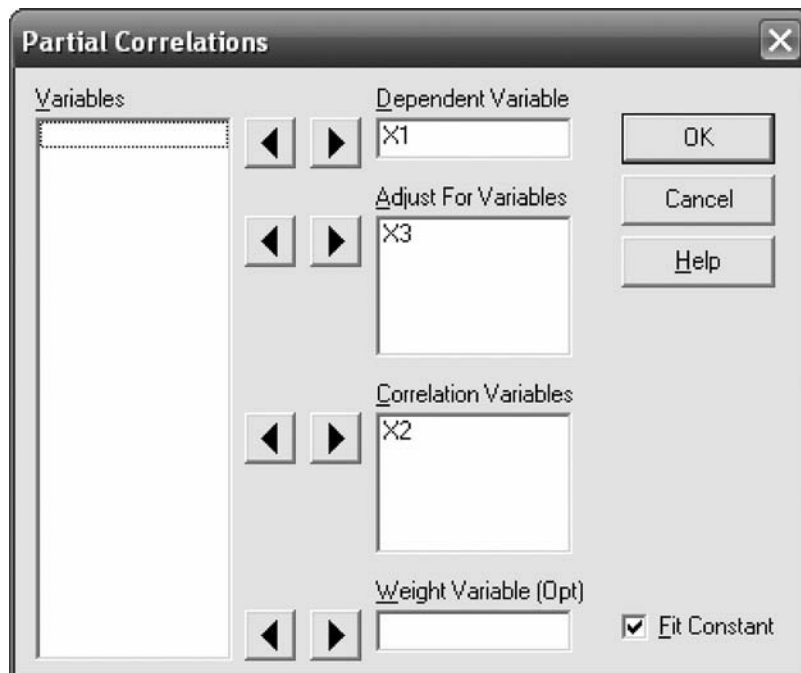 Partial Correlations
Variables
Dependent Variable
X1
OK
Adjust For Variables
Cancel
X3
Help
Correlation Variables
X2
Weight Variable (Opt)
Fit Constant